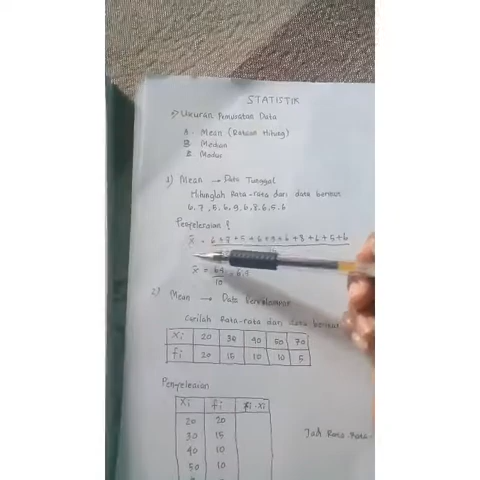 STATISTIK
Ukuran Pemusatan Data
A. Mean (Rataan Hitung)
B Median
C Modus
1) Mean → Data Tunggal
Hitunglah Rata-rata dari data berikut
6,7,5,6,9,6,8,6,5,6
Penyelesaian :
x̄ = 6+7+5+6+9+6+8+6+5+6
x̄ = 64/10 = 6.4
2) Mean → Data Berkelompok
Carilah Rata-rata dari data berikut
Xi 20 30 40 50 70
fi 20 15 10 10 5
Penyelesaian
Xi fi fi . xi
20 20
30 15
40 10
50 10
Jadi Rata-Rata